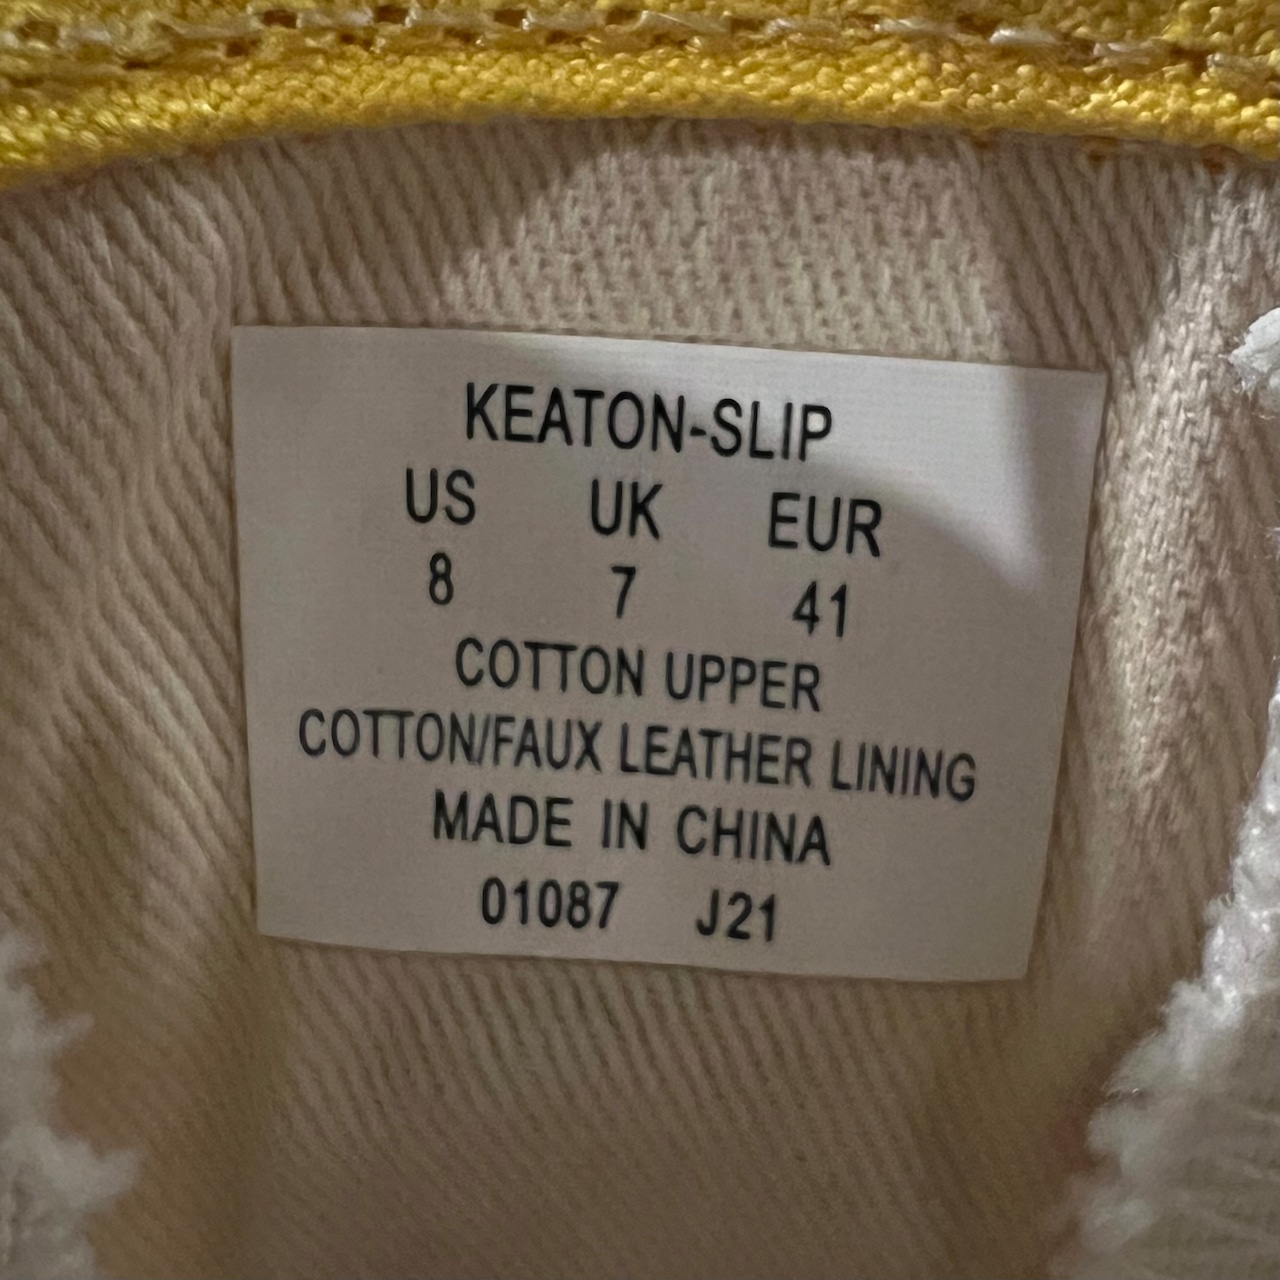 KEATON-SLIP
US UK EUR
8 7 41
COTTON UPPER
COTTON/FAUX LEATHER LINING
MADE IN CHINA
01087 J21